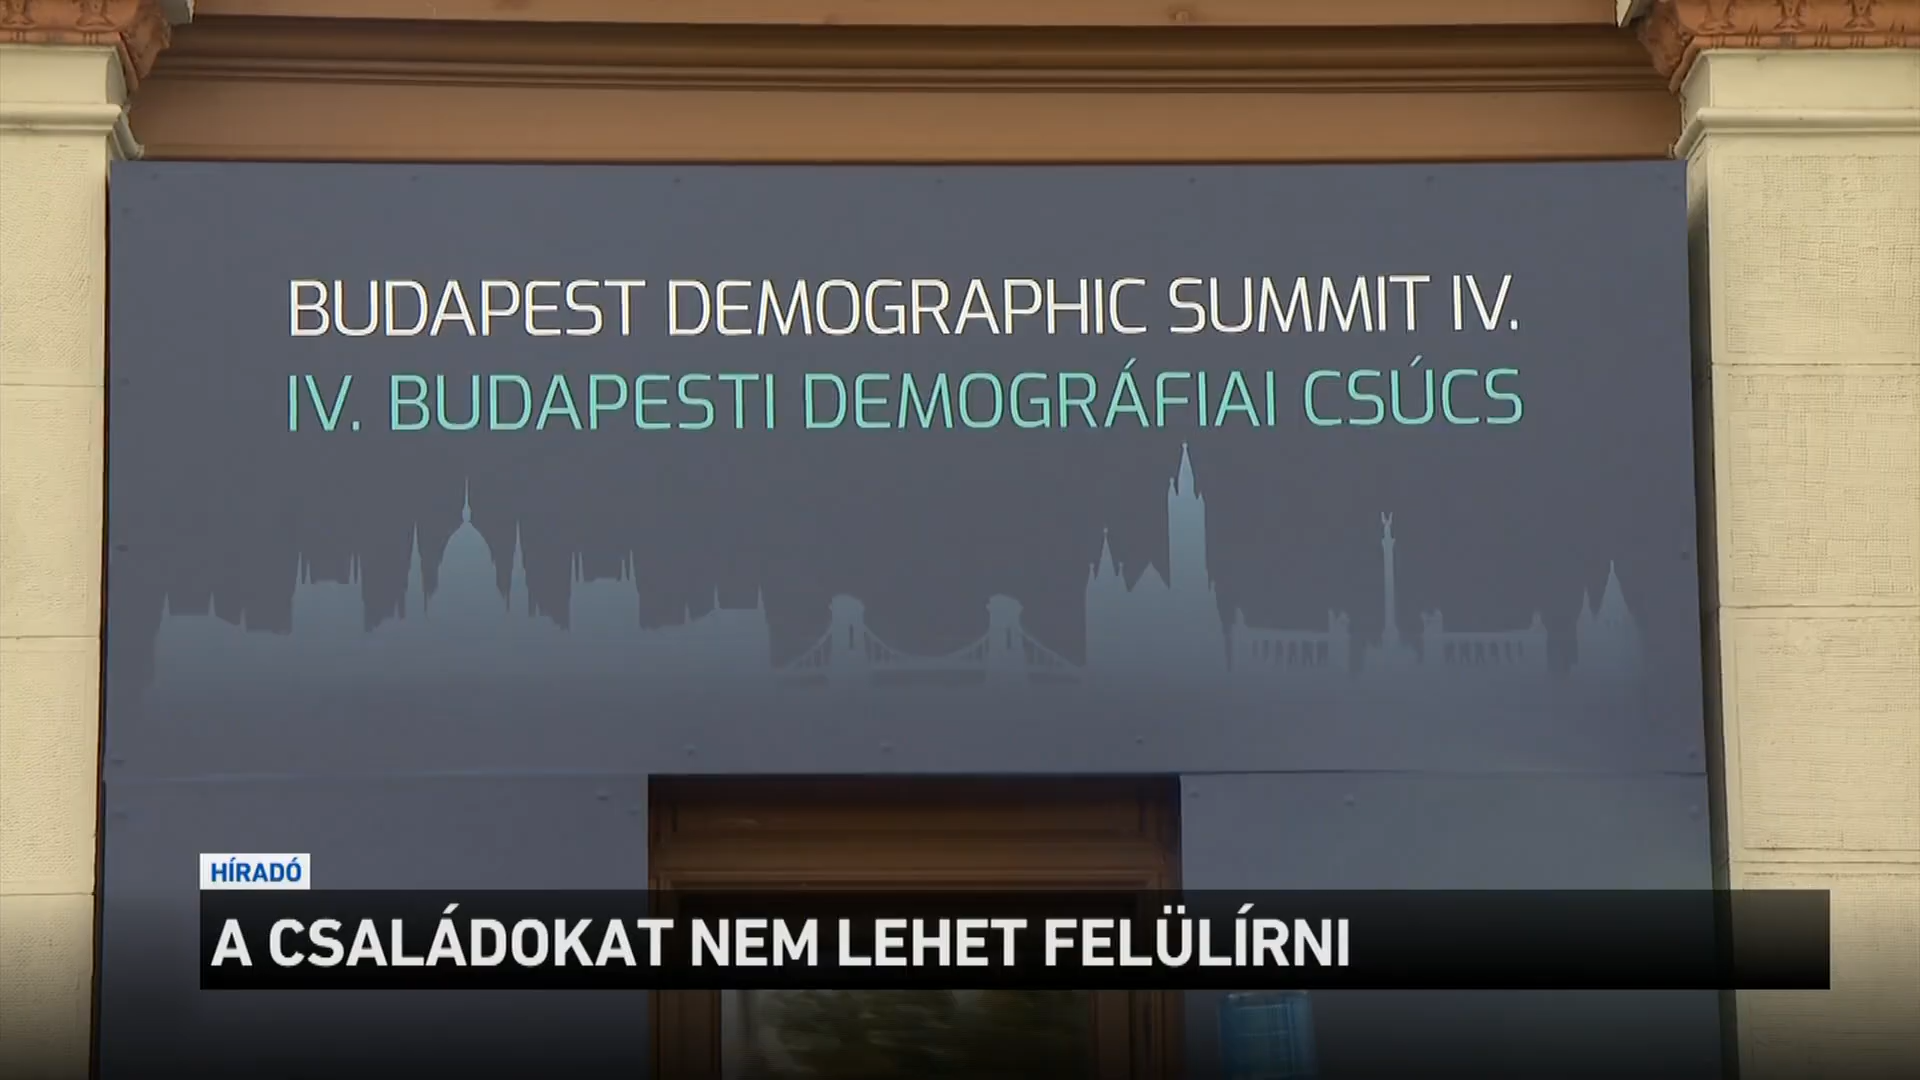 BUDAPEST DEMOGRAPHIC SUMMIT IV.
IV. BUDAPESTI DEMOGRÁFIAI CSÚCS
HÍRADÓ
A CSALÁDOKAT NEM LEHET FELÜLÍRNI